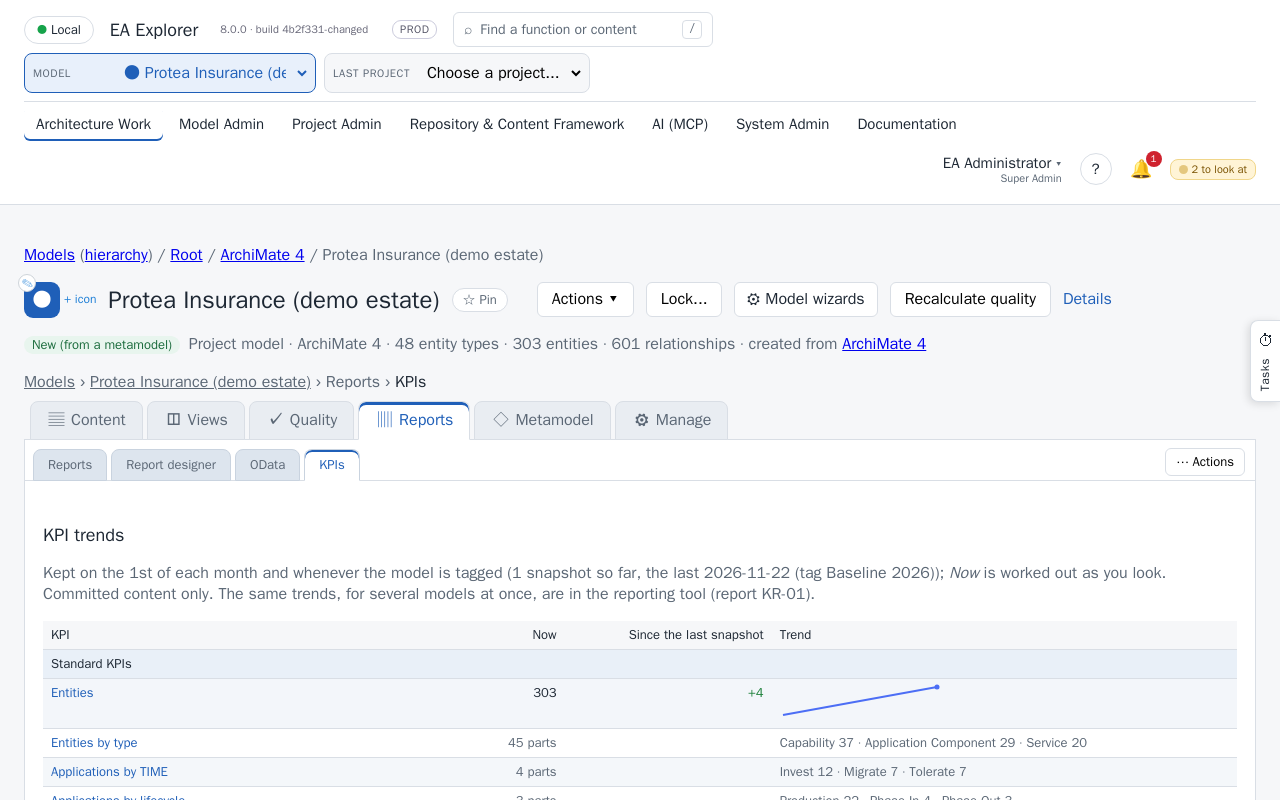 Local EA Explorer 8.0.0 · build 4b2f331-changed PROD Find a function or content /
MODEL Protea Insurance (de LAST PROJECT Choose a project...
Architecture Work Model Admin Project Admin Repository & Content Framework AI (MCP) System Admin Documentation
EA Administrator ▾ ? 1 2 to look at
Super Admin
Models (hierarchy) / Root / ArchiMate 4 / Protea Insurance (demo estate)
+ icon Protea Insurance (demo estate) ☆ Pin Actions ▾ Lock... ⚙ Model wizards Recalculate quality Details
New (from a metamodel) Project model · ArchiMate 4 · 48 entity types · 303 entities · 601 relationships · created from ArchiMate 4
Tasks
Models › Protea Insurance (demo estate) › Reports › KPIs
Content Views ✓ Quality Reports Metamodel Manage
Reports Report designer OData KPIs ⋯ Actions
KPI trends
Kept on the 1st of each month and whenever the model is tagged (1 snapshot so far, the last 2026-11-22 (tag Baseline 2026)); Now is worked out as you look.
Committed content only. The same trends, for several models at once, are in the reporting tool (report KR-01).
KPI Now Since the last snapshot Trend
Standard KPIs
Entities 303 +4
Entities by type 45 parts Capability 37 · Application Component 29 · Service 20
Applications by TIME 4 parts Invest 12 · Migrate 7 · Tolerate 7